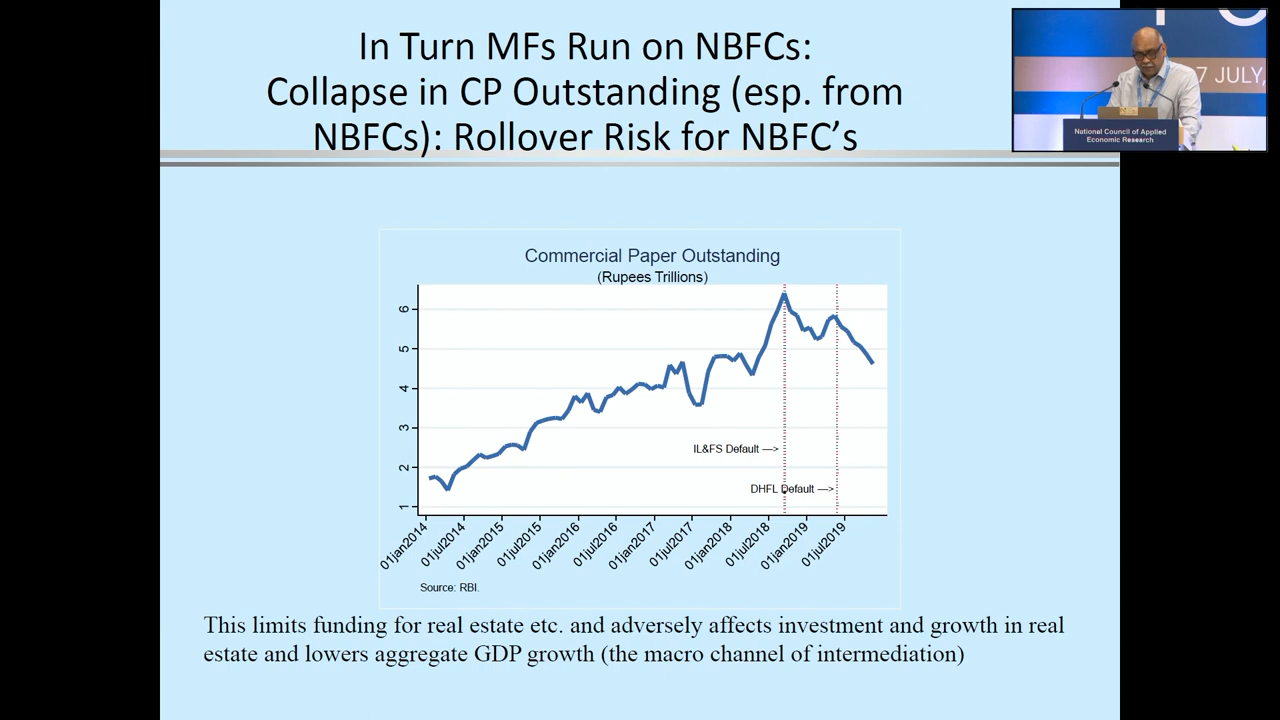 In Turn MFs Run on NBFCs:
Collapse in CP Outstanding (esp. from
NBFCs): Rollover Risk for NBFC's
7 JULY,
National Council of Applied
Economic Research
Commercial Paper Outstanding
(Rupees Trillions)
6
5
4
3
2
1
IL&FS Default —>
DHFL Default —>
01jan2014
01jul2014
01jan2015
01jul2015
01jan2016
01jul2016
01jan2017
01jul2017
01jan2018
01jul2018
01jan2019
01jul2019
Source: RBI.
This limits funding for real estate etc. and adversely affects investment and growth in real
estate and lowers aggregate GDP growth (the macro channel of intermediation)